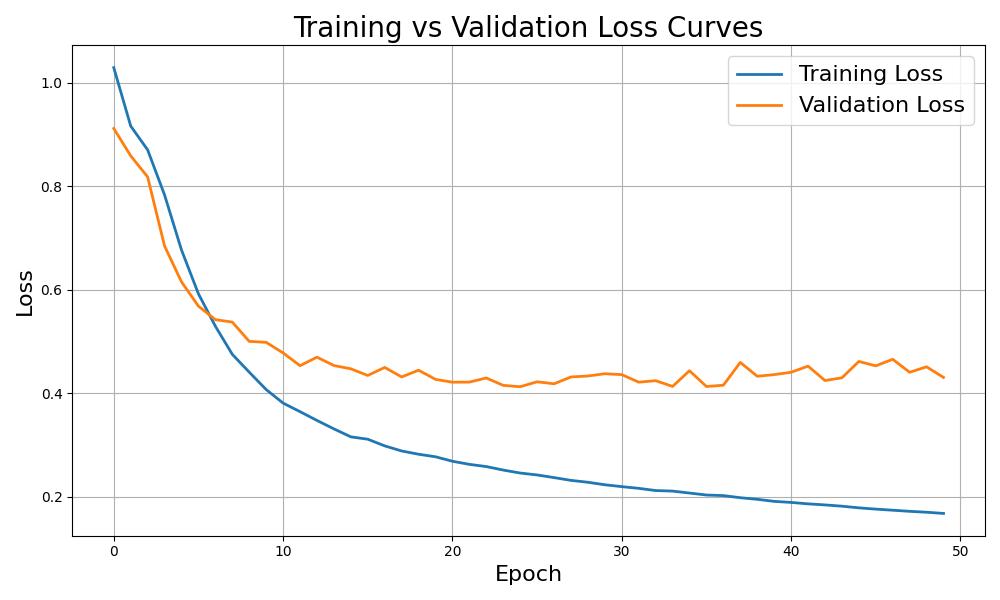 Training vs Validation Loss Curves
Training Loss
Validation Loss
Loss
1.0
0.8
0.6
0.4
0.2
0 10 20 30 40 50
Epoch